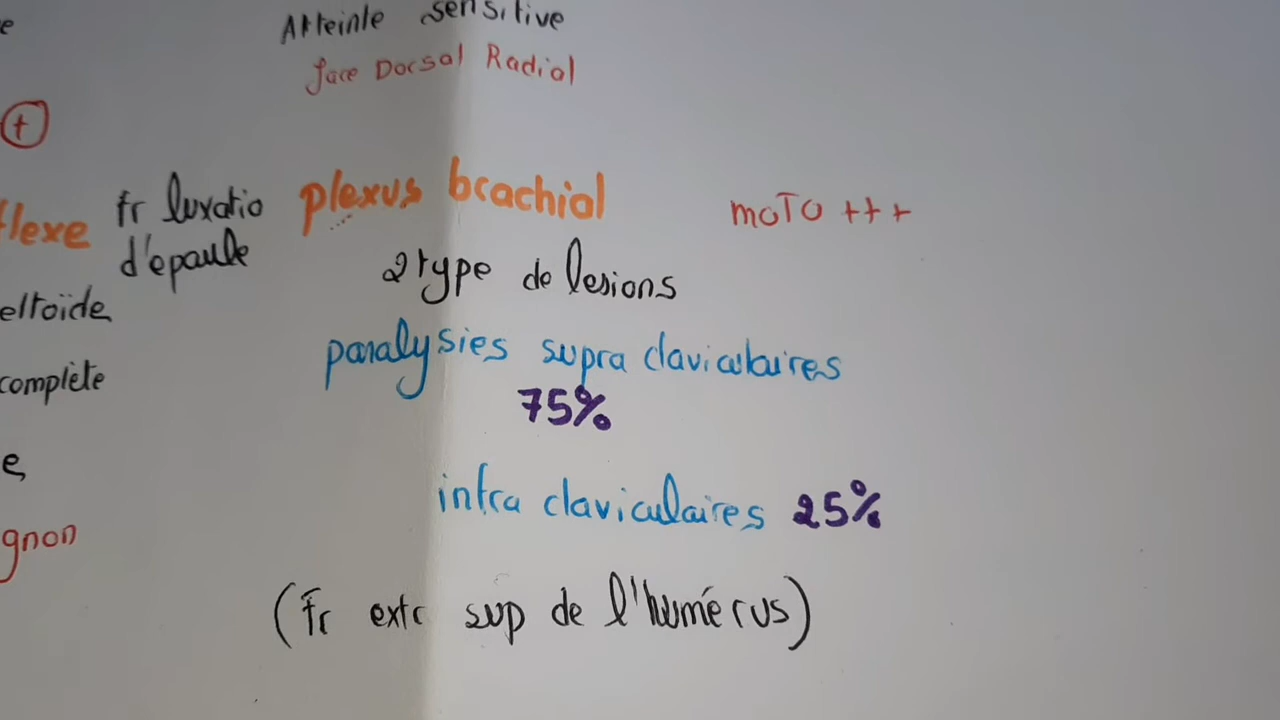 e
Atteinte sensitive
face Dorsal Radial
+
flexe fr luxatio plexus brachial moTo +++
d'epaule
2 type de lesions
eltoïde
paralysies supra claviculaires
complète
75%
e
infra claviculaires 25%
gnon
(Fr extr sup de l'humérus)